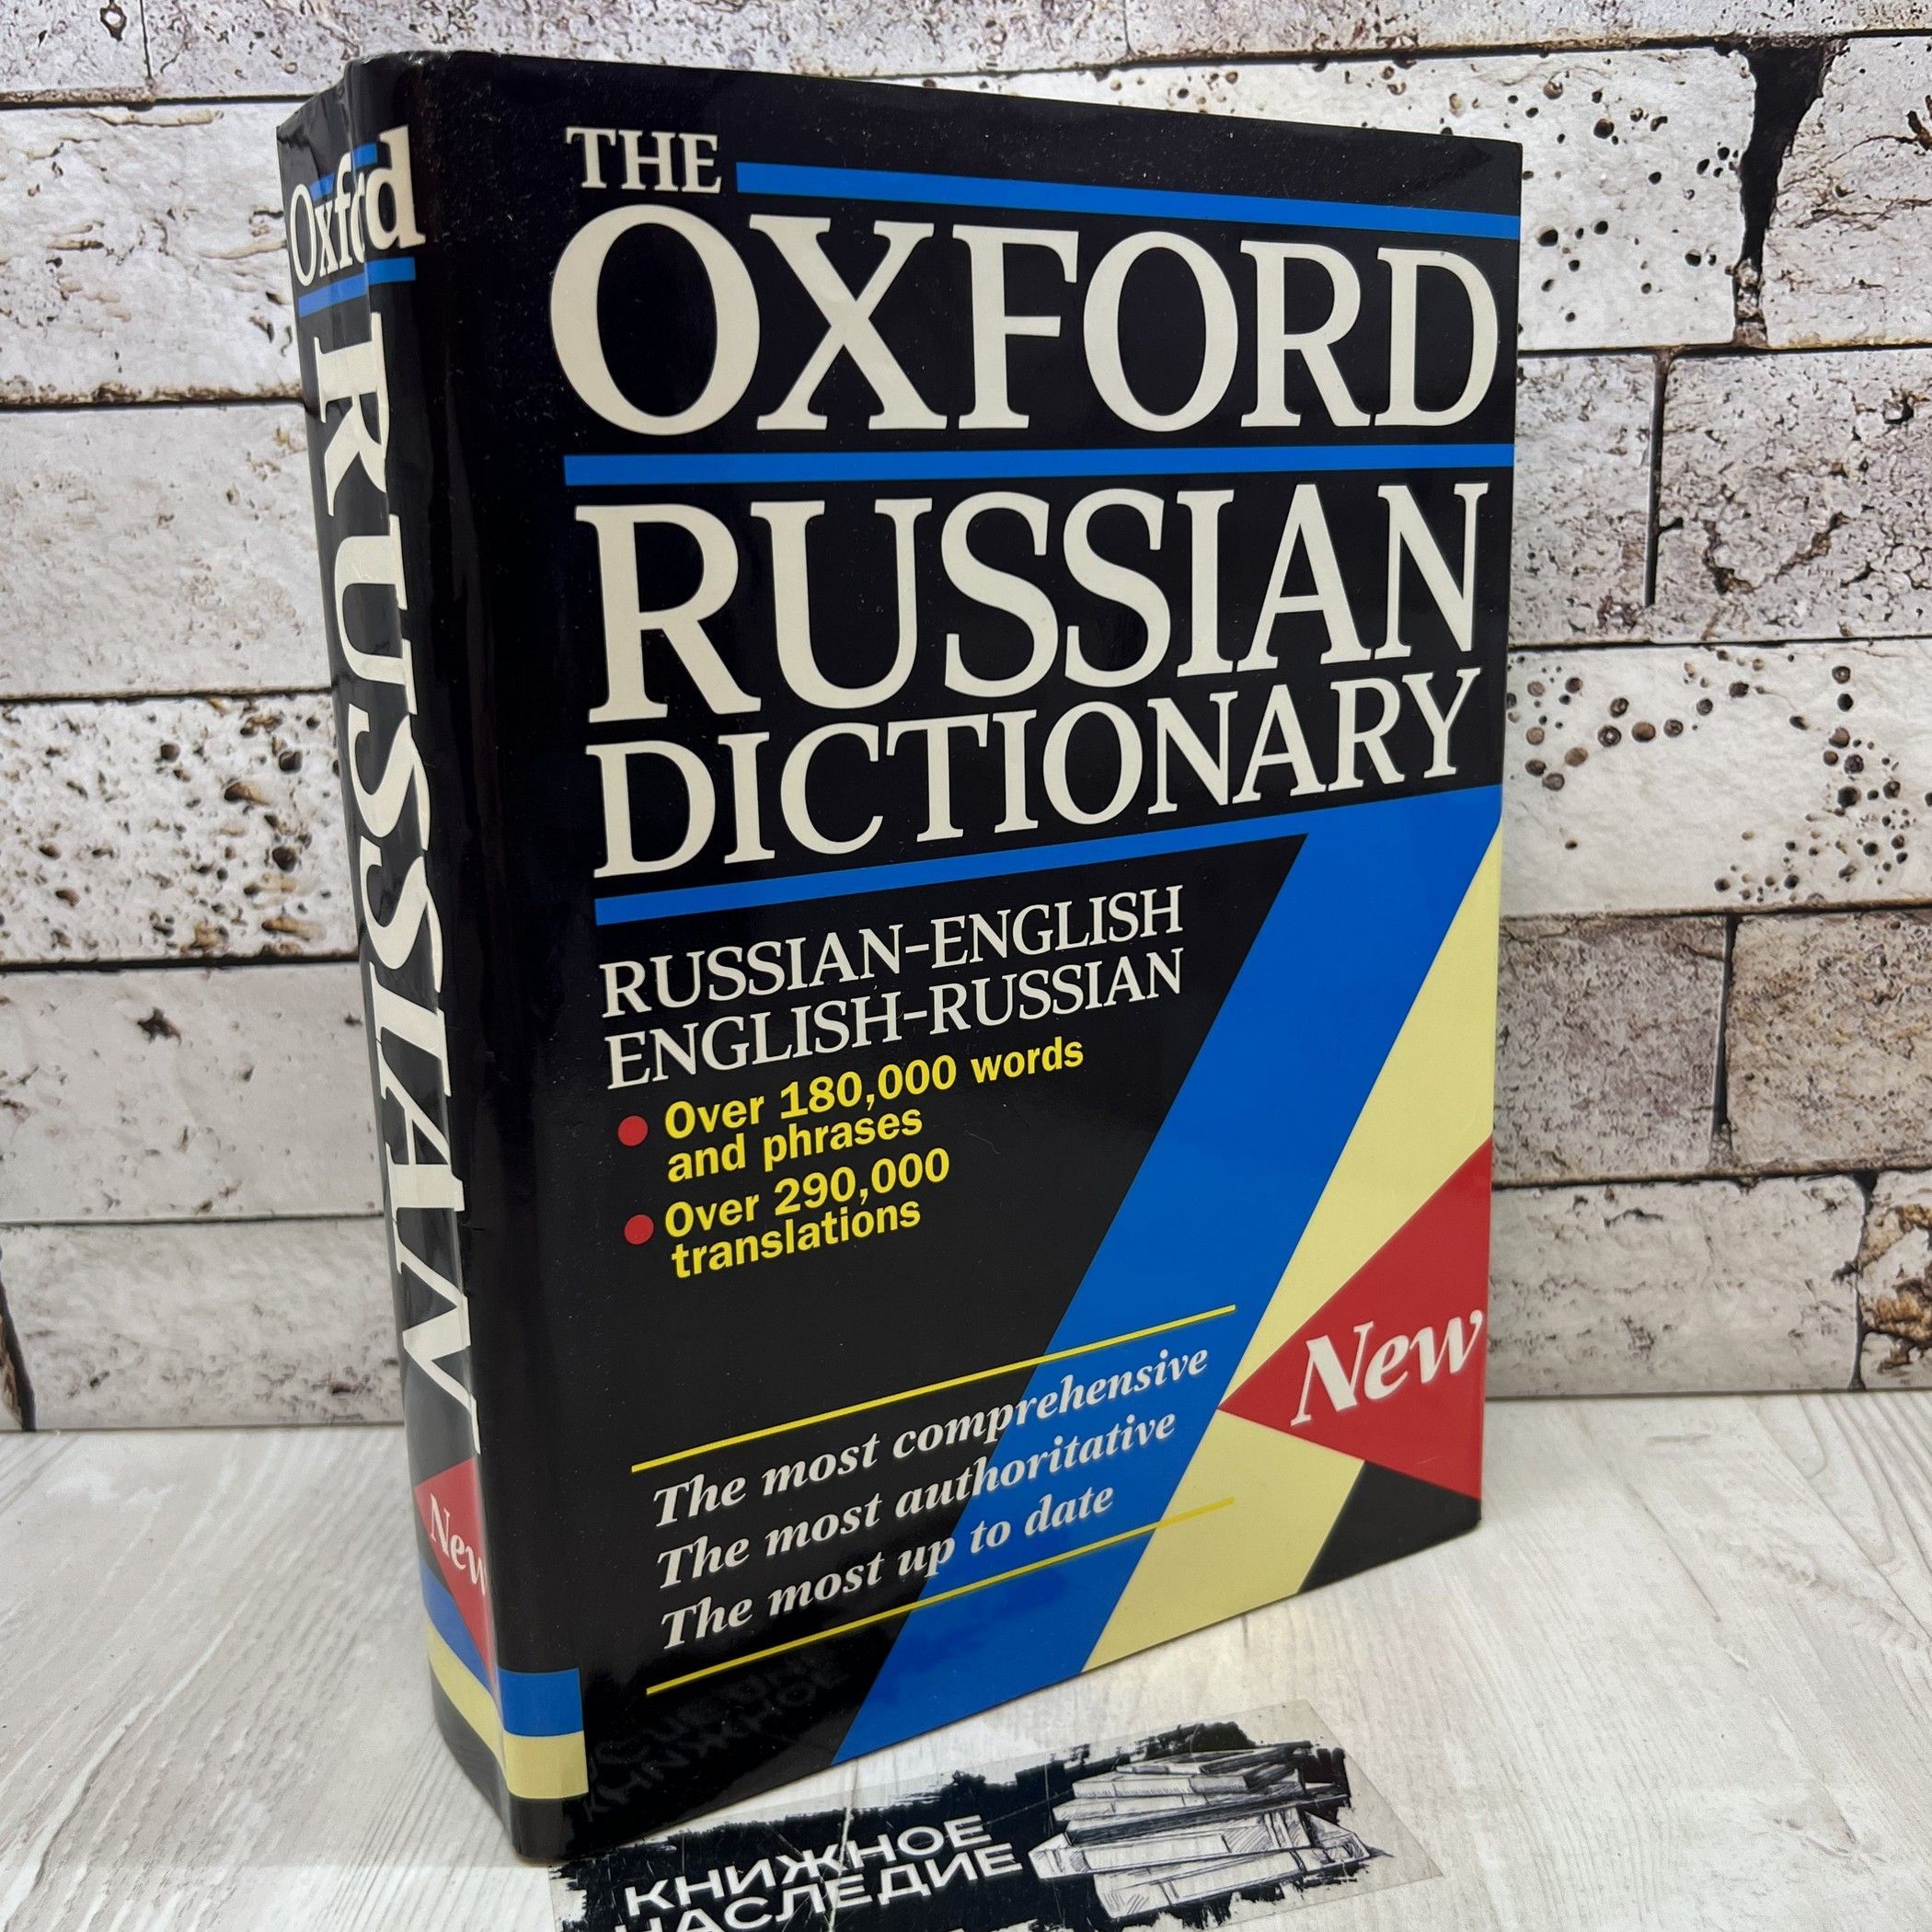 Oxford
RUSSIAN
New
THE
OXFORD
RUSSIAN
DICTIONARY
RUSSIAN-ENGLISH
ENGLISH-RUSSIAN
Over 180,000 words
and phrases
Over 290,000
translations
The most comprehensive
The most authoritative
The most up to date
New
КНИЖНОЕ
НАСЛЕДИЕ